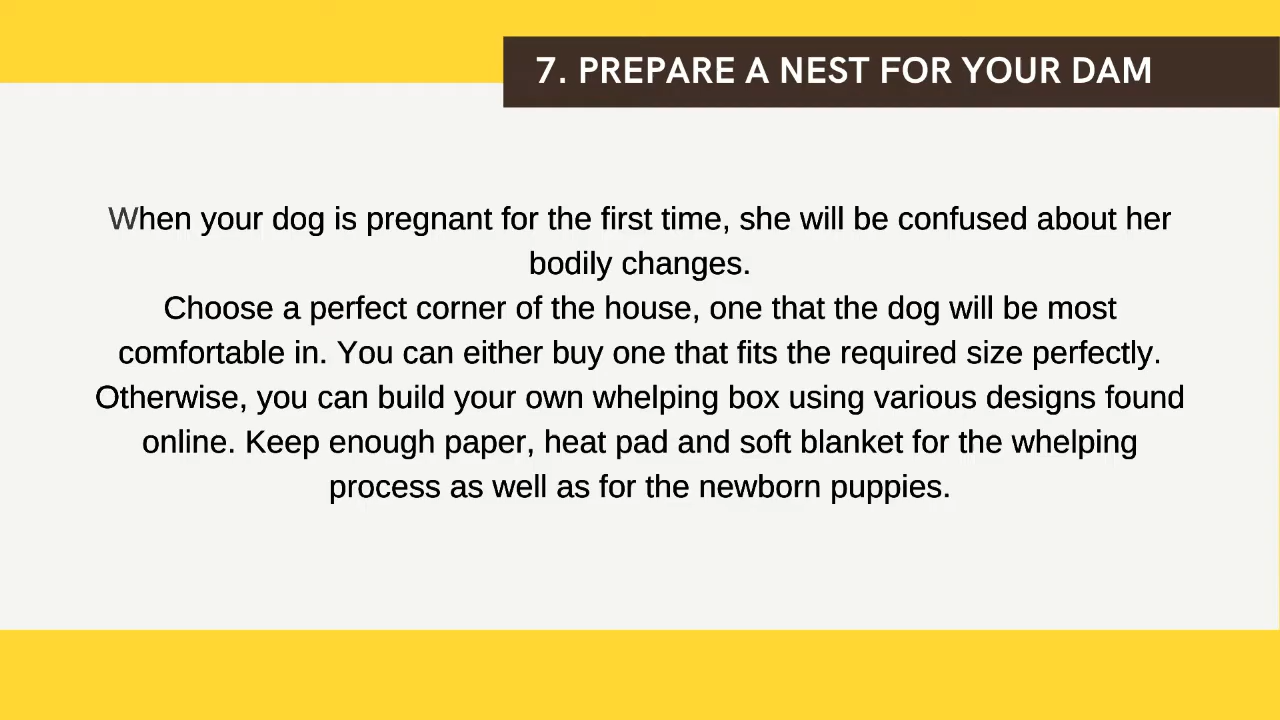 7. PREPARE A NEST FOR YOUR DAM
When your dog is pregnant for the first time, she will be confused about her
bodily changes.
Choose a perfect corner of the house, one that the dog will be most
comfortable in. You can either buy one that fits the required size perfectly.
Otherwise, you can build your own whelping box using various designs found
online. Keep enough paper, heat pad and soft blanket for the whelping
process as well as for the newborn puppies.